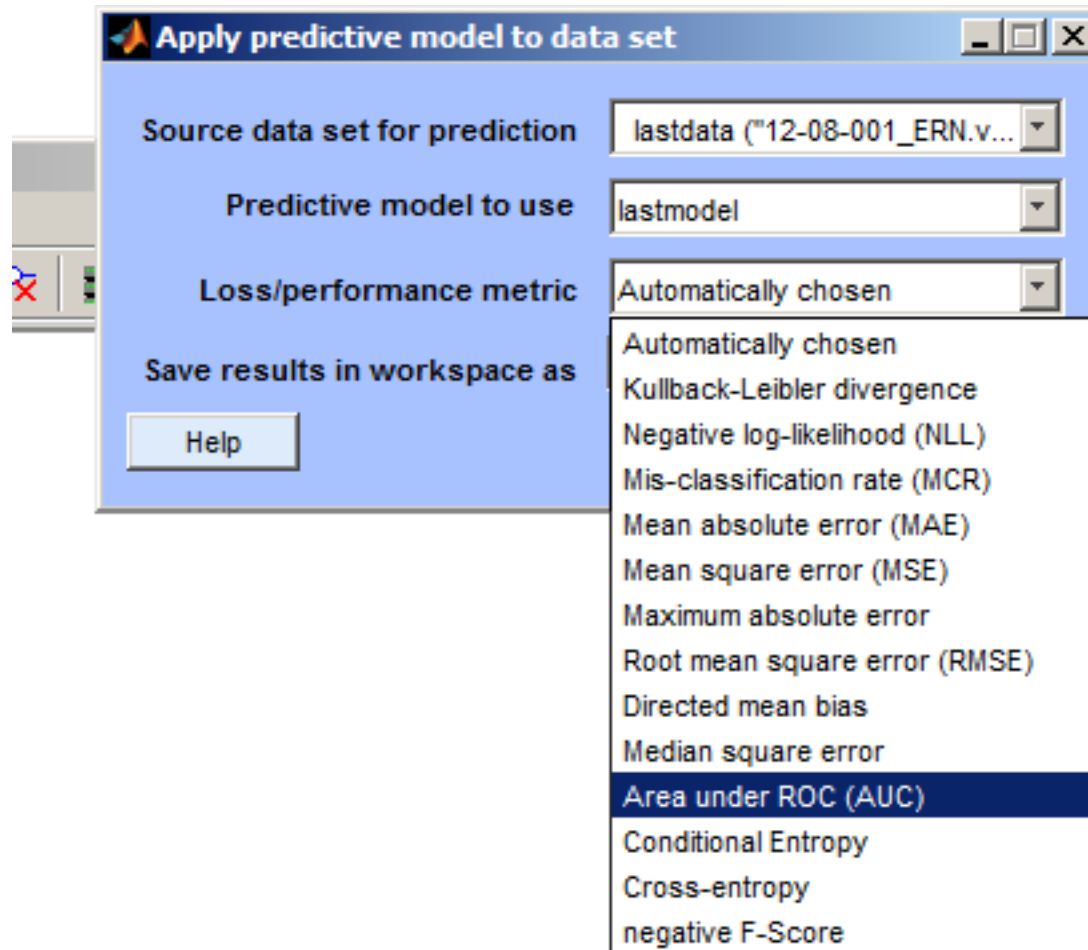 Apply predictive model to data set
Source data set for prediction
lastdata ("12-08-001_ERN.v...
Predictive model to use
lastmodel
Loss/performance metric
Automatically chosen
Save results in workspace as
Help
Automatically chosen
Kullback-Leibler divergence
Negative log-likelihood (NLL)
Mis-classification rate (MCR)
Mean absolute error (MAE)
Mean square error (MSE)
Maximum absolute error
Root mean square error (RMSE)
Directed mean bias
Median square error
Area under ROC (AUC)
Conditional Entropy
Cross-entropy
negative F-Score